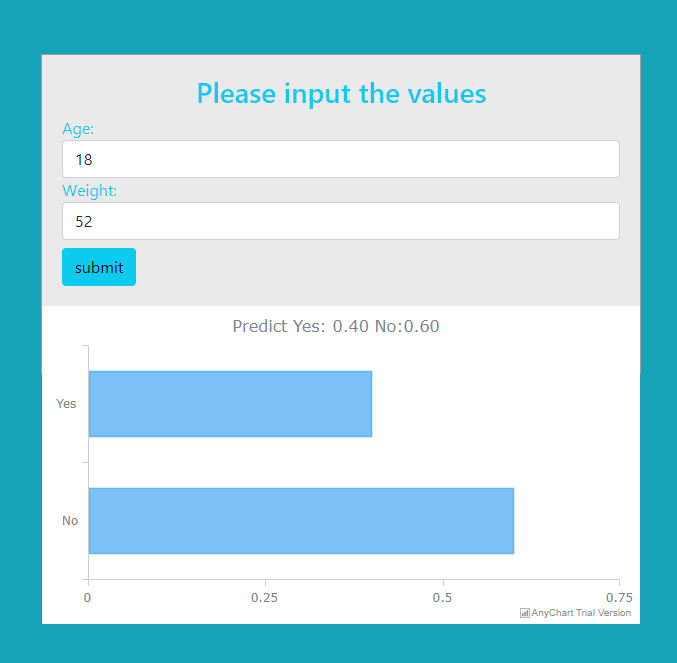 Please input the values
Age:
18
Weight:
52
submit
Predict Yes: 0.40 No:0.60
Yes
No
0 0.25 0.5 0.75
AnyChart Trial Version